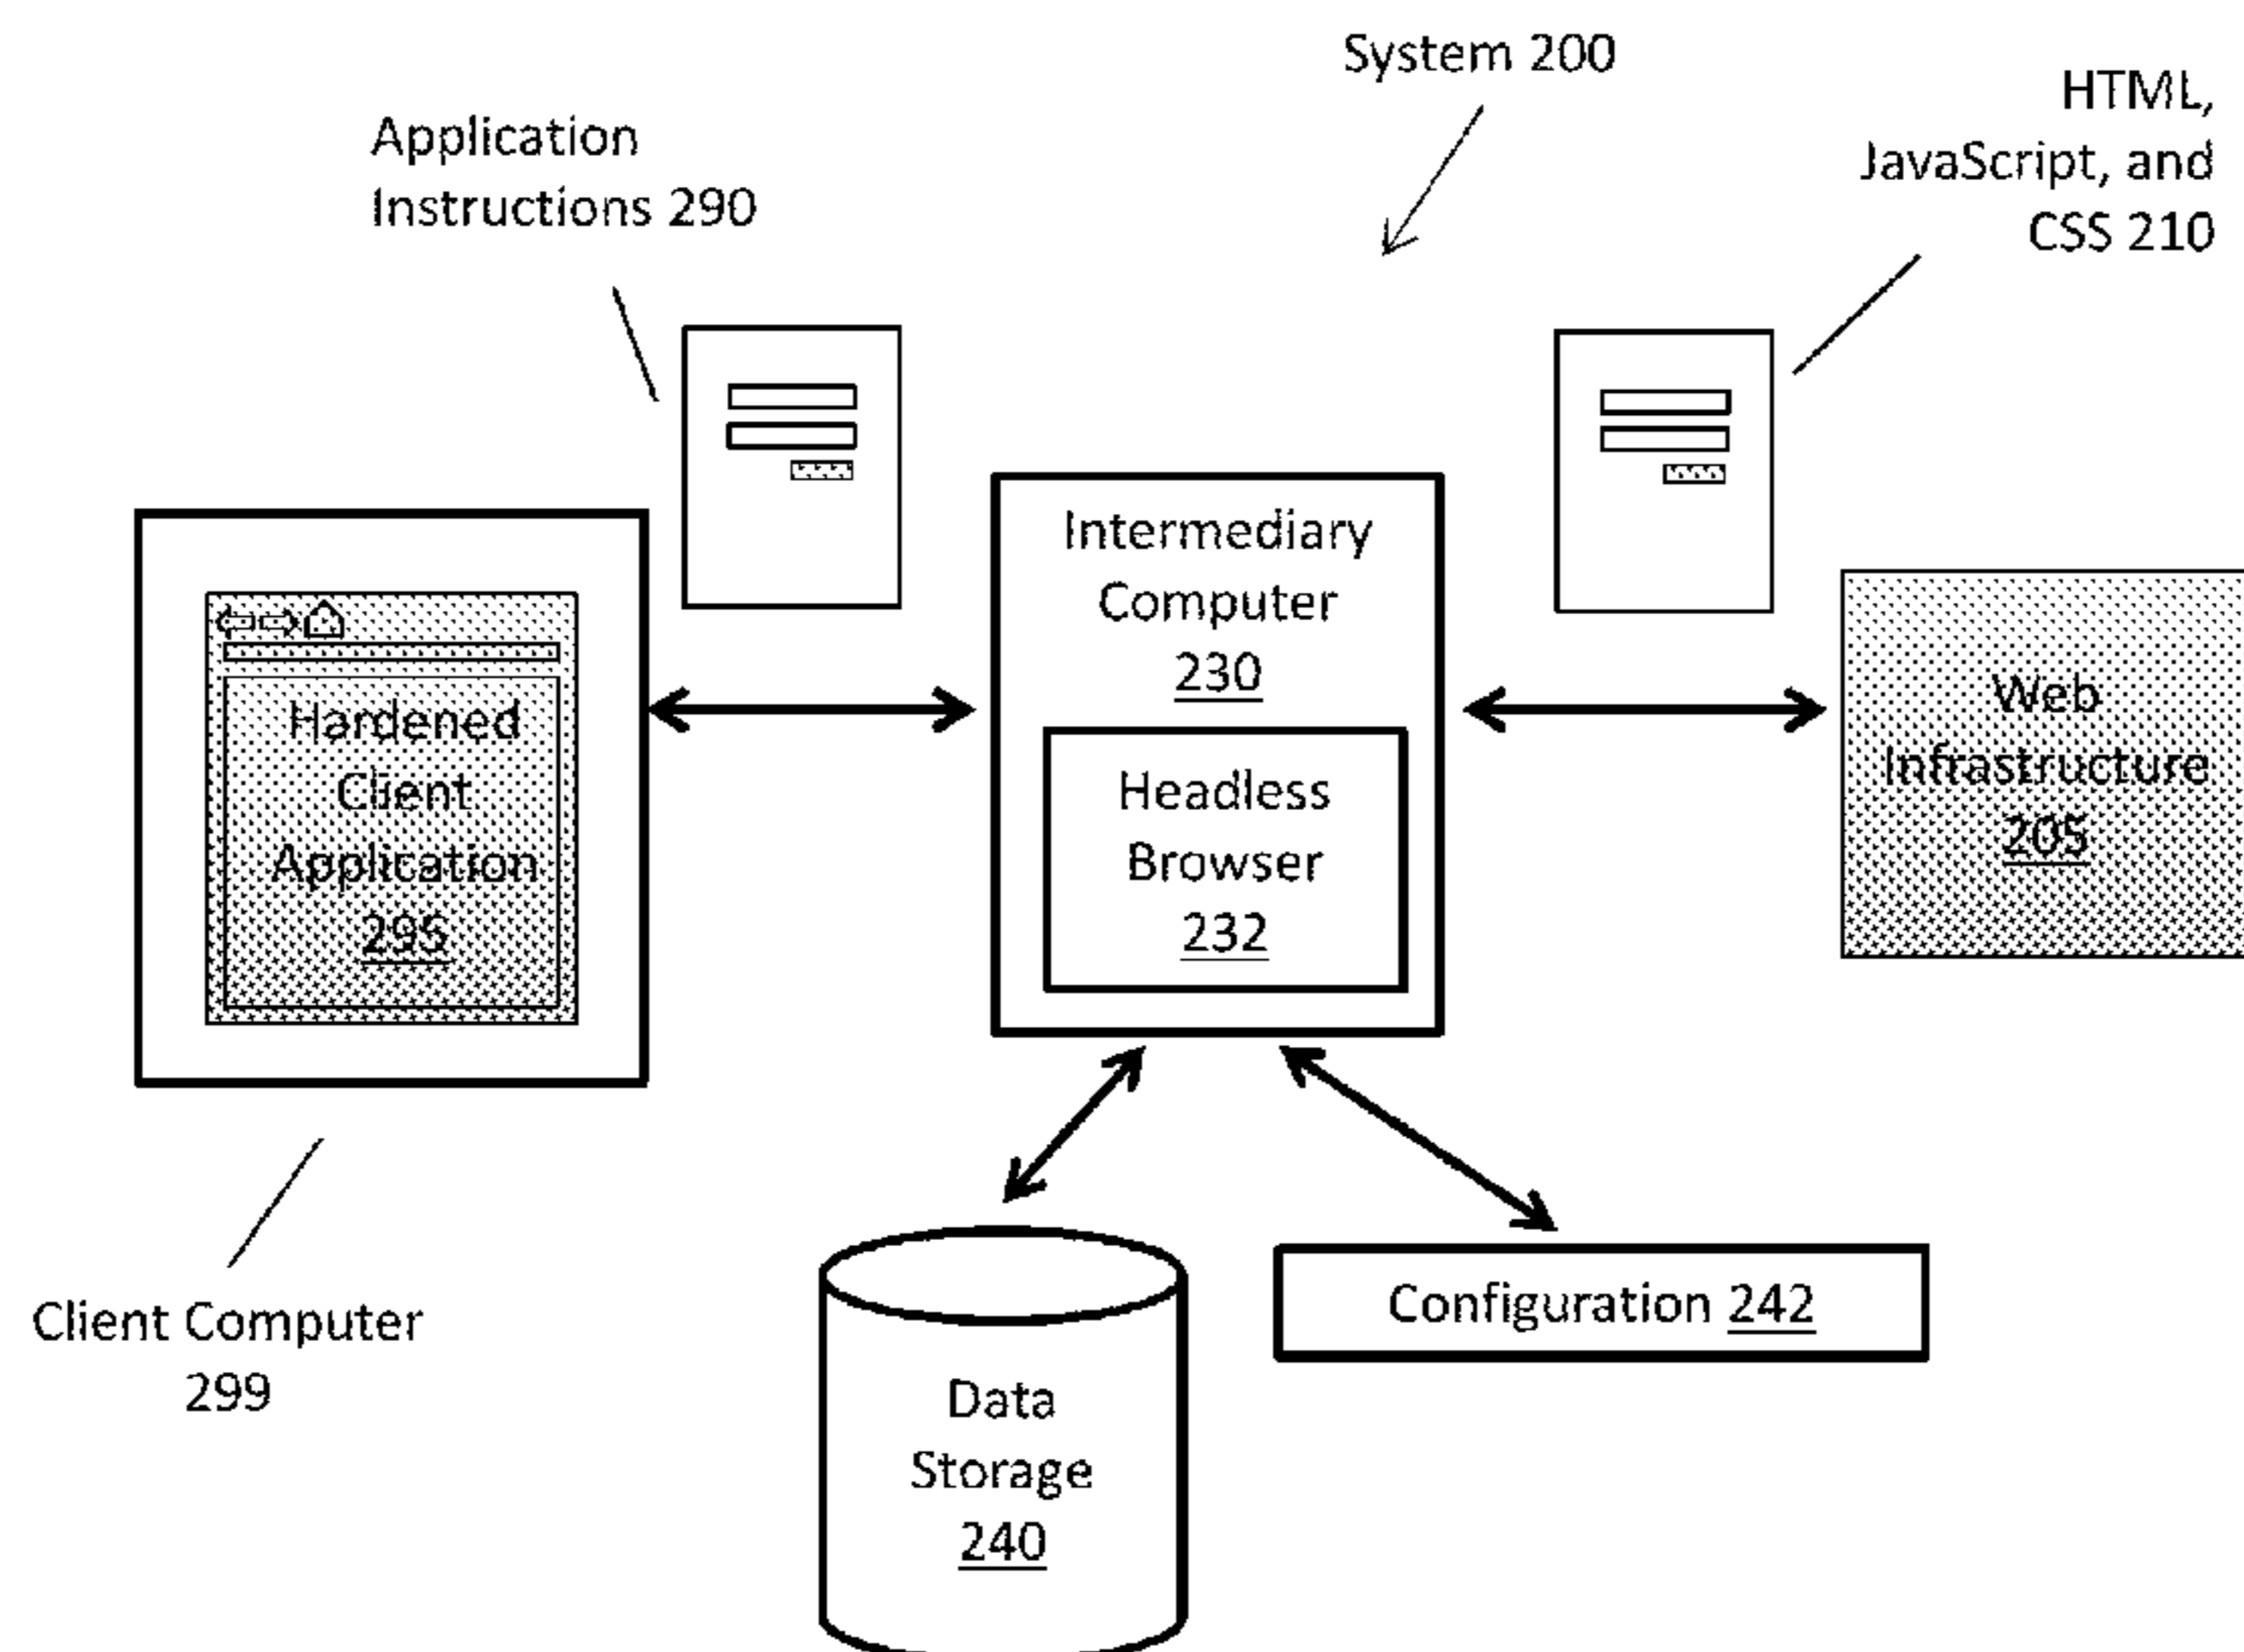 System 200
HTML,
JavaScript, and
CSS 210
Application
Instructions 290
Intermediary
Computer
230
Headless
Browser
232
Hardened
Client
Application
295
Web
Infrastructure
205
Client Computer
299
Configuration 242
Data
Storage
240